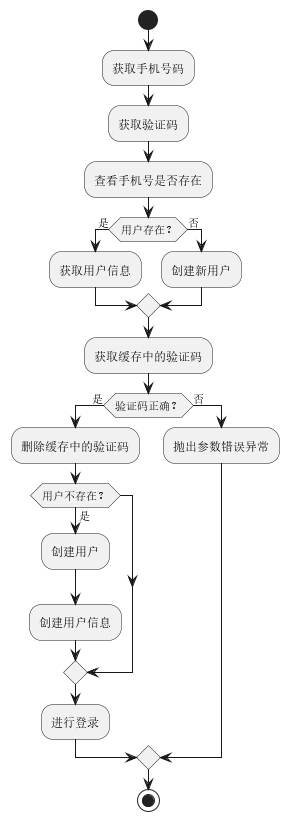 获取手机号码
获取验证码
查看手机号是否存在
是
用户存在？
否
获取用户信息
创建新用户
获取缓存中的验证码
是
验证码正确？
否
删除缓存中的验证码
抛出参数错误异常
用户不存在？
是
创建用户
创建用户信息
进行登录